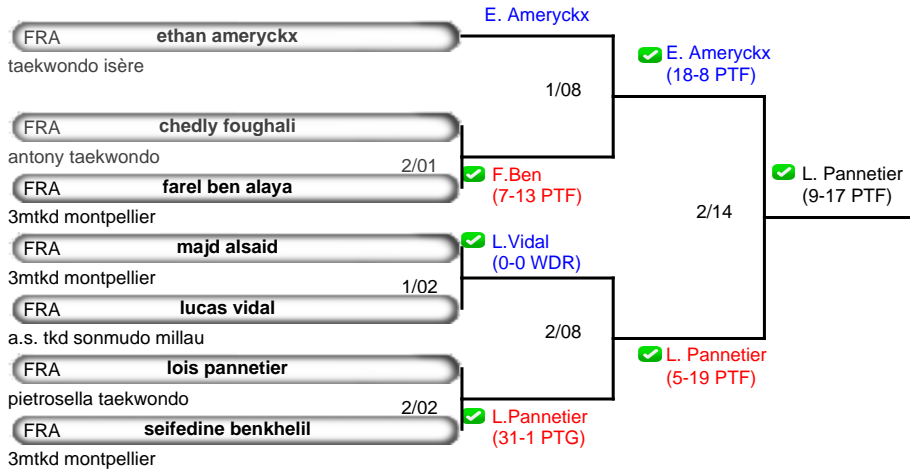 E. Ameryckx
FRA ethan ameryckx
taekwondo isère
E. Ameryckx
(18-8 PTF)
1/08
FRA chedly foughali
antony taekwondo
2/01
F.Ben
(7-13 PTF)
FRA farel ben alaya
3mtkd montpellier
L. Pannetier
(9-17 PTF)
2/14
FRA majd alsaid
3mtkd montpellier
L.Vidal
(0-0 WDR)
1/02
FRA lucas vidal
a.s. tkd sonmudo millau
2/08
L. Pannetier
(5-19 PTF)
FRA lois pannetier
pietrosella taekwondo
2/02
L.Pannetier
(31-1 PTG)
FRA seifedine benkhelil
3mtkd montpellier